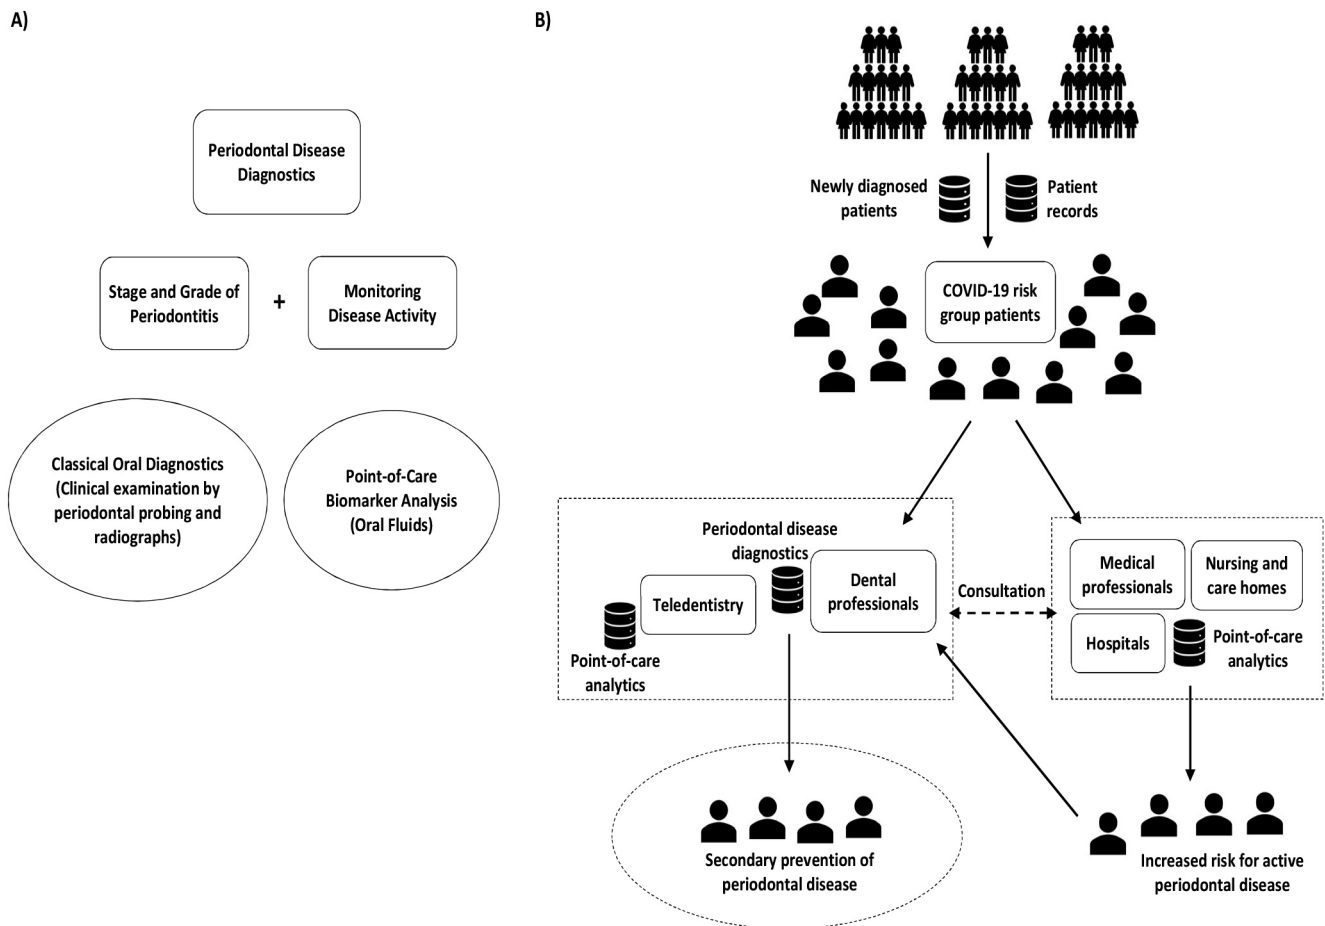 A)
Periodontal Disease
Diagnostics
Stage and Grade of
Periodontitis
+
Monitoring
Disease Activity
Classical Oral Diagnostics
(Clinical examination by
periodontal probing and
radiographs)
Point-of-Care
Biomarker Analysis
(Oral Fluids)
B)
Newly diagnosed
patients
Patient
records
COVID-19 risk
group patients
Periodontal disease
diagnostics
Teledentistry
Dental
professionals
Point-of-care
analytics
Consultation
Medical
professionals
Nursing and
care homes
Hospitals
Point-of-care
analytics
Secondary prevention of
periodontal disease
Increased risk for active
periodontal disease